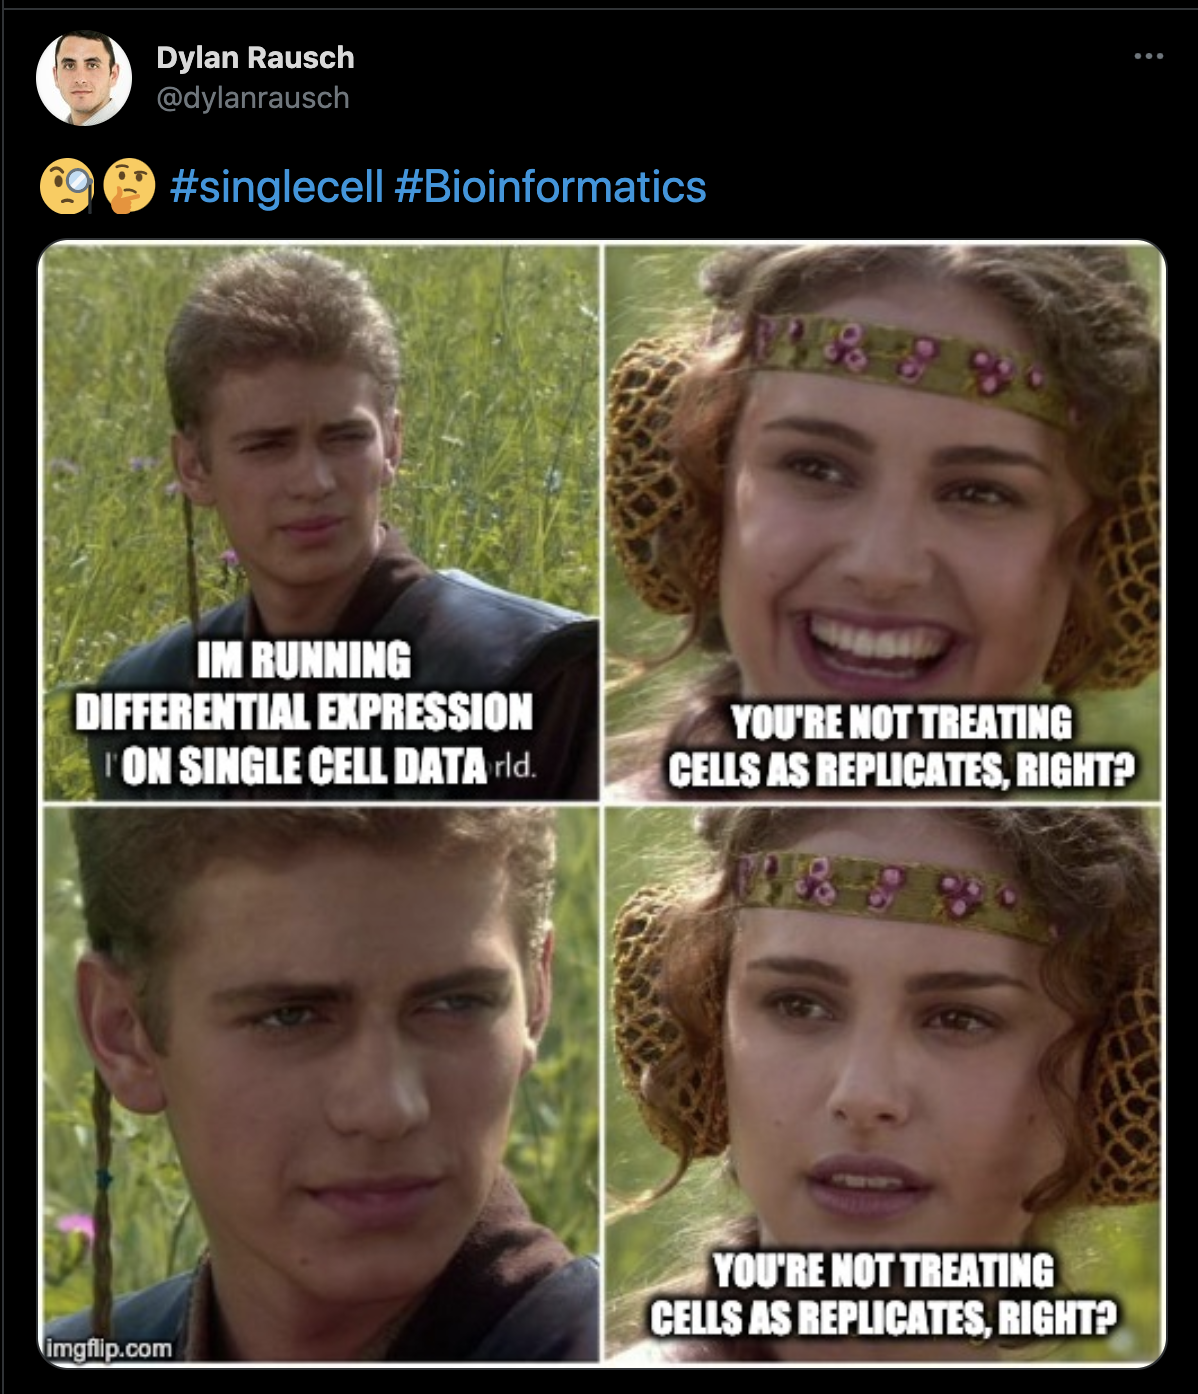 Dylan Rausch
@dylanrausch
🧐🤔 #singlecell #Bioinformatics
IM RUNNING
DIFFERENTIAL EXPRESSION
ON SINGLE CELL DATA rld.
YOU'RE NOT TREATING
CELLS AS REPLICATES, RIGHT?
YOU'RE NOT TREATING
CELLS AS REPLICATES, RIGHT?
imgflip.com